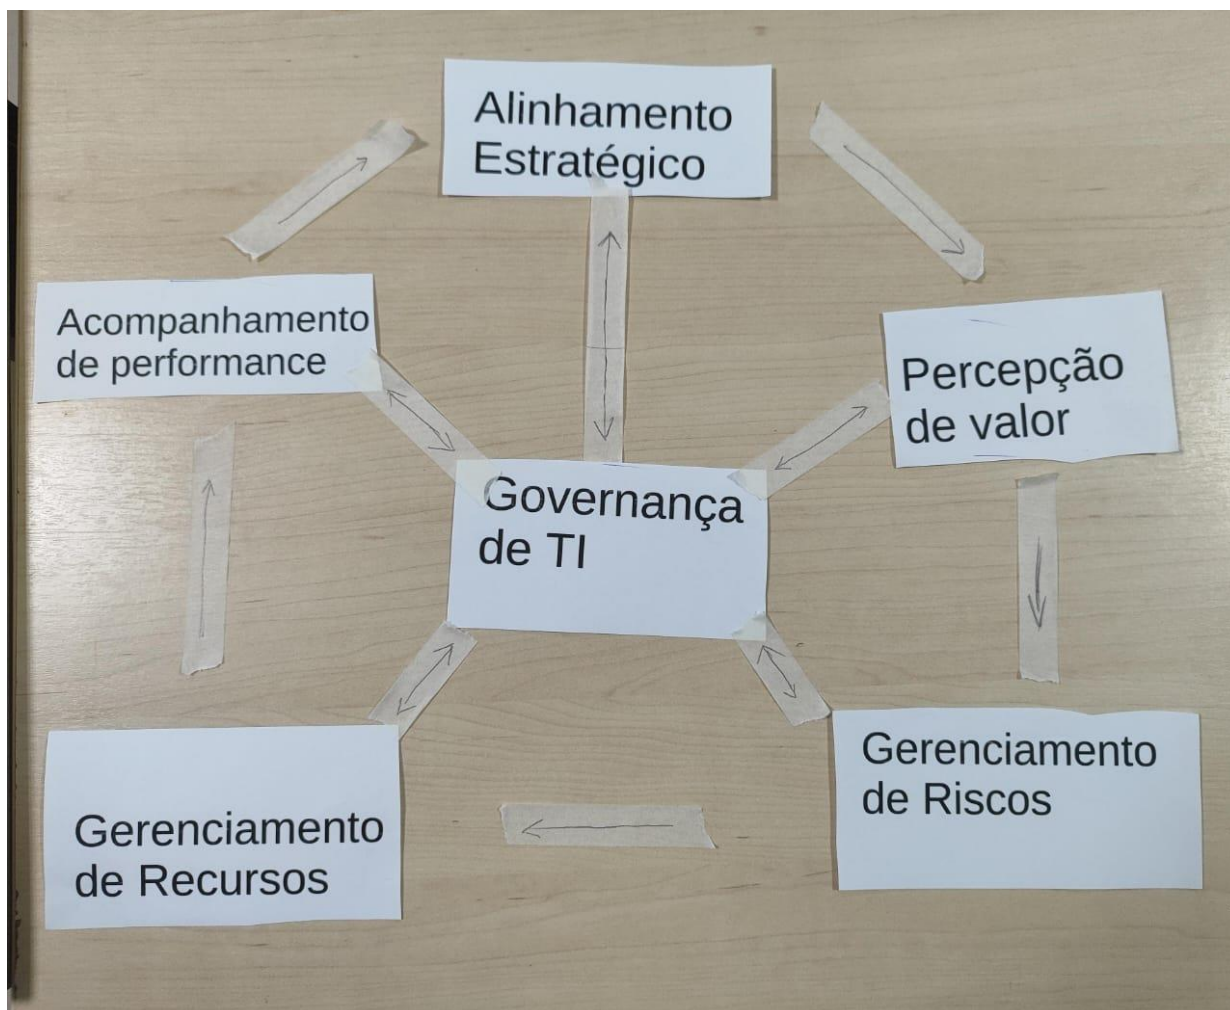 Alinhamento
Estratégico
Acompanhamento
de performance
Percepção
de valor
Governança
de TI
Gerenciamento
de Recursos
Gerenciamento
de Riscos